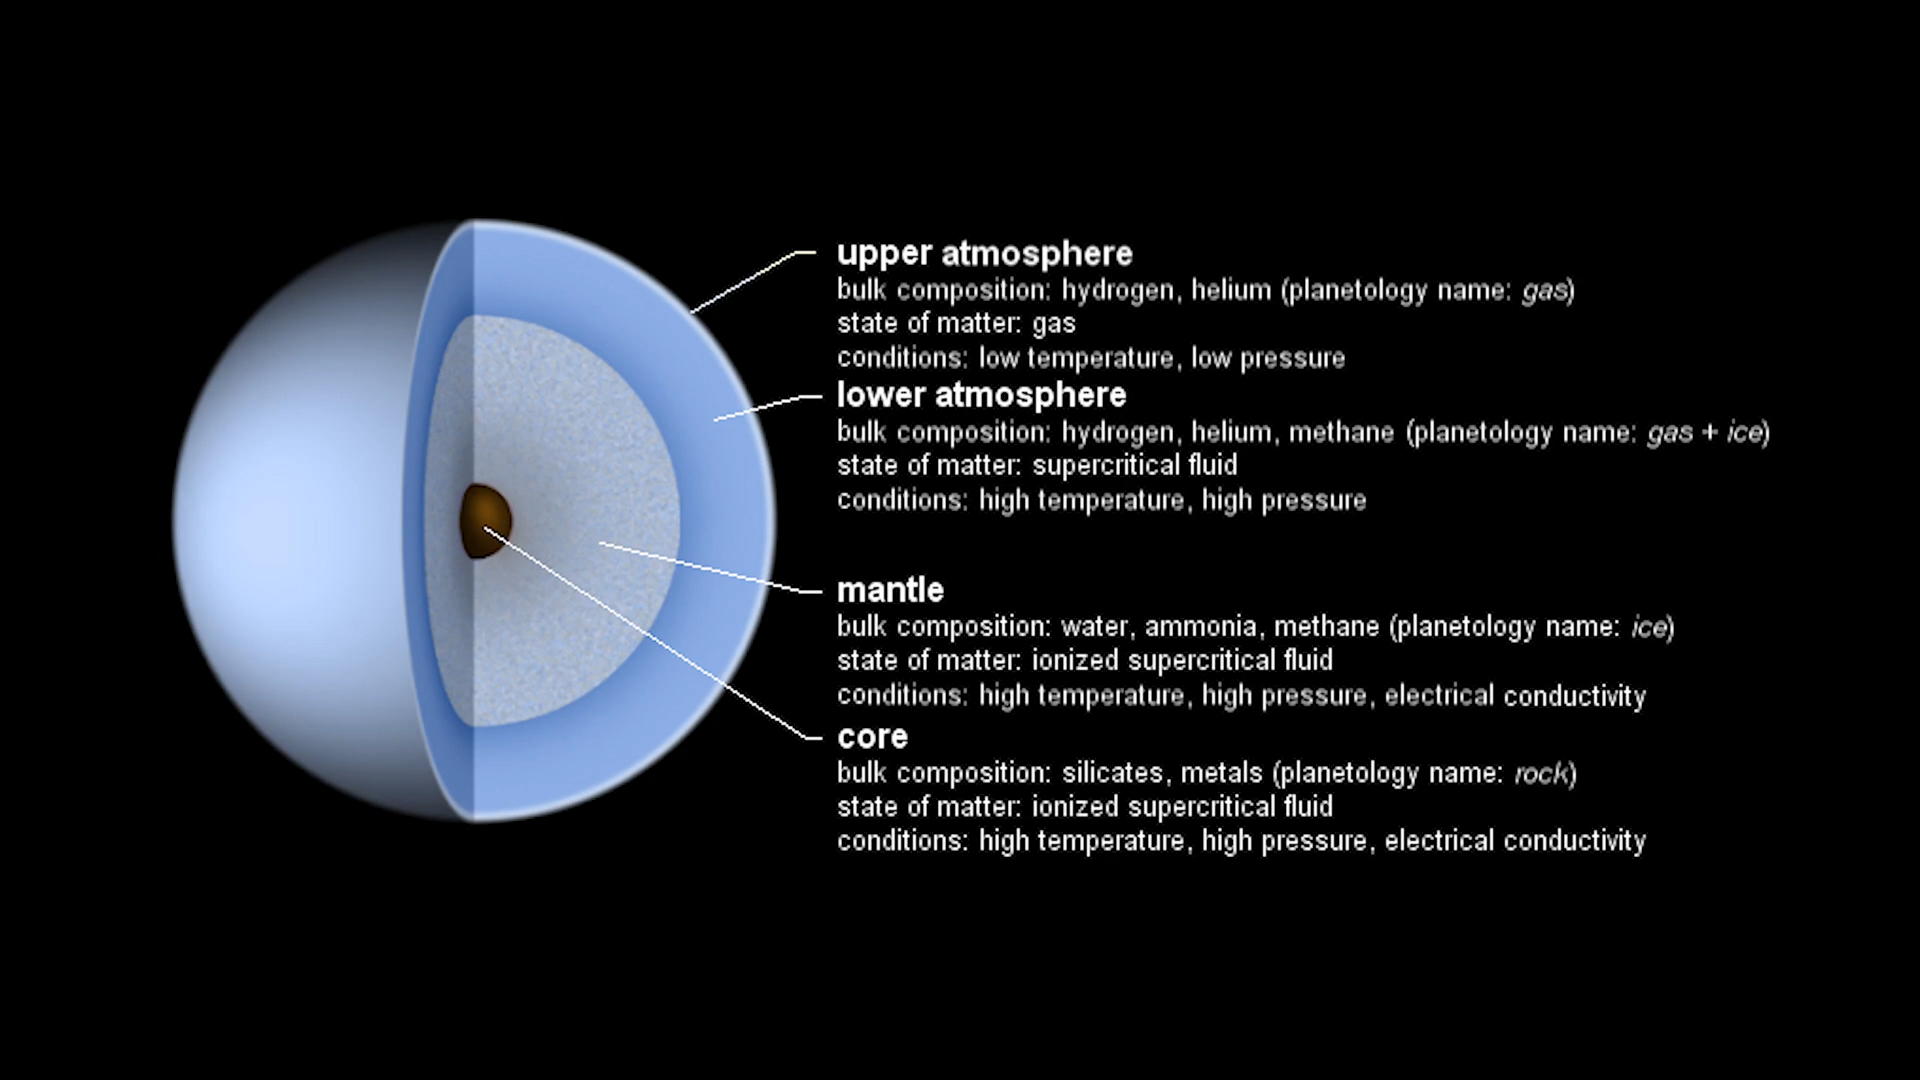 upper atmosphere
bulk composition: hydrogen, helium (planetology name: gas)
state of matter: gas
conditions: low temperature, low pressure
lower atmosphere
bulk composition: hydrogen, helium, methane (planetology name: gas + ice)
state of matter: supercritical fluid
conditions: high temperature, high pressure
mantle
bulk composition: water, ammonia, methane (planetology name: ice)
state of matter: ionized supercritical fluid
conditions: high temperature, high pressure, electrical conductivity
core
bulk composition: silicates, metals (planetology name: rock)
state of matter: ionized supercritical fluid
conditions: high temperature, high pressure, electrical conductivity